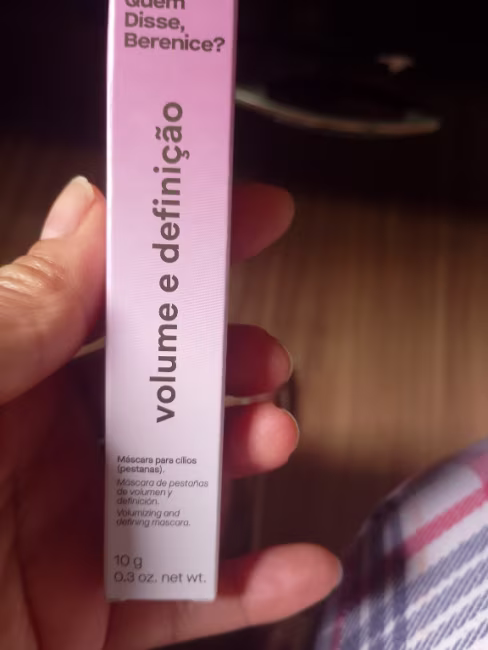 Quem
Disse,
Berenice?
volume e definição
Máscara para cílios
(pestanas).
Máscara de pestañas
de volumen y
definición.
Volumizing and
defining mascara.
10 g
0.3 oz. net wt.